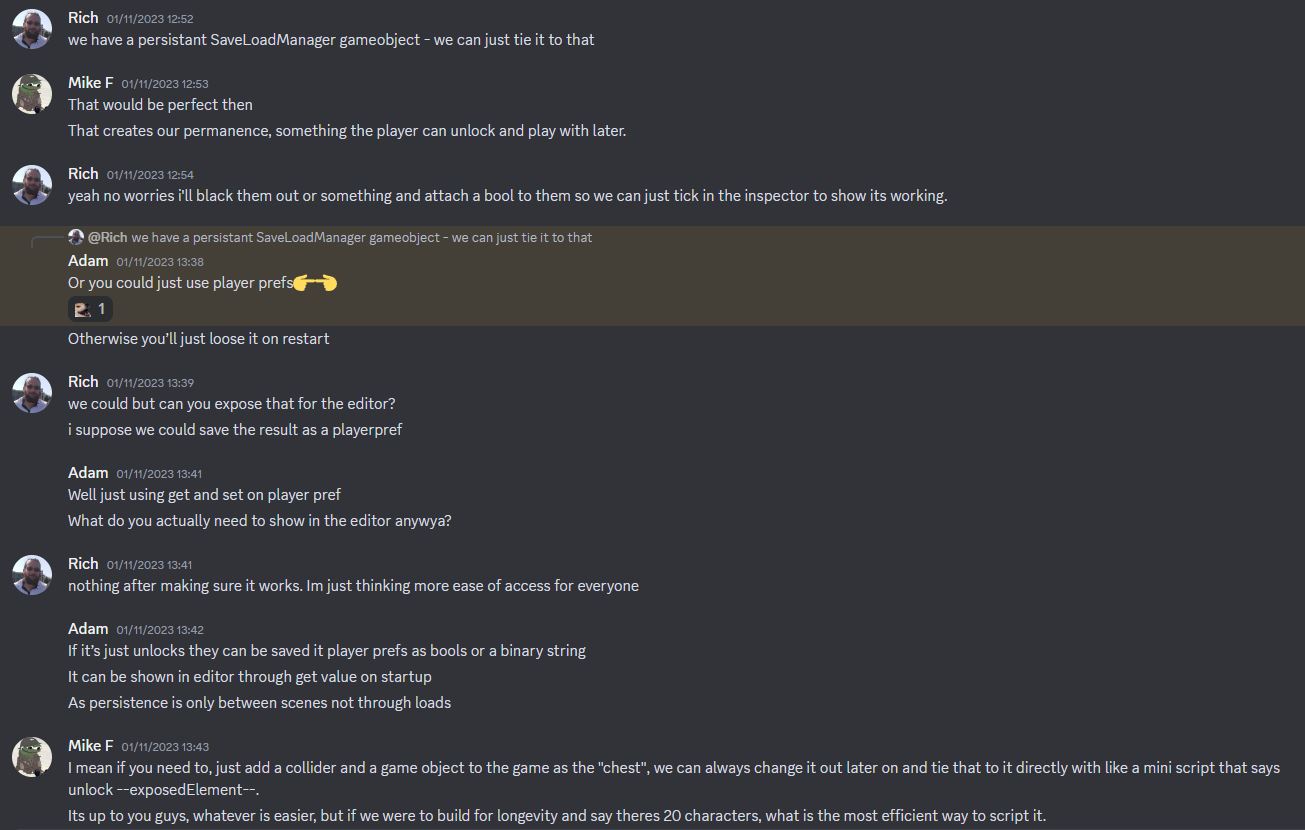 Rich 01/11/2023 12:52
we have a persistant SaveLoadManager gameobject - we can just tie it to that
Mike F 01/11/2023 12:53
That would be perfect then
That creates our permanence, something the player can unlock and play with later.
Rich 01/11/2023 12:54
yeah no worries i'll black them out or something and attach a bool to them so we can just tick in the inspector to show its working.
@Rich we have a persistant SaveLoadManager gameobject - we can just tie it to that
Adam 01/11/2023 13:38
Or you could just use player prefs
1
Otherwise you'll just loose it on restart
Rich 01/11/2023 13:39
we could but can you expose that for the editor?
i suppose we could save the result as a playerpref
Adam 01/11/2023 13:41
Well just using get and set on player pref
What do you actually need to show in the editor anywya?
Rich 01/11/2023 13:41
nothing after making sure it works. Im just thinking more ease of access for everyone
Adam 01/11/2023 13:42
If it's just unlocks they can be saved it player prefs as bools or a binary string
It can be shown in editor through get value on startup
As persistence is only between scenes not through loads
Mike F 01/11/2023 13:43
I mean if you need to, just add a collider and a game object to the game as the "chest", we can always change it out later on and tie that to it directly with like a mini script that says
unlock --exposedElement--.
Its up to you guys, whatever is easier, but if we were to build for longevity and say theres 20 characters, what is the most efficient way to script it.